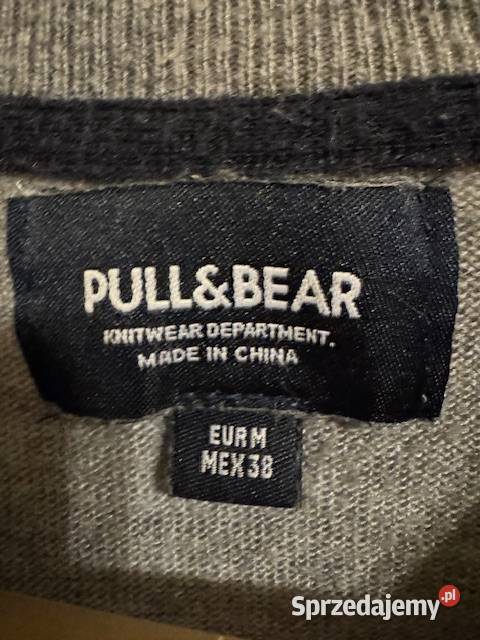 PULL&BEAR
KNITWEAR DEPARTMENT.
MADE IN CHINA
EUR M
MEX 38
Sprzedajemy.pl